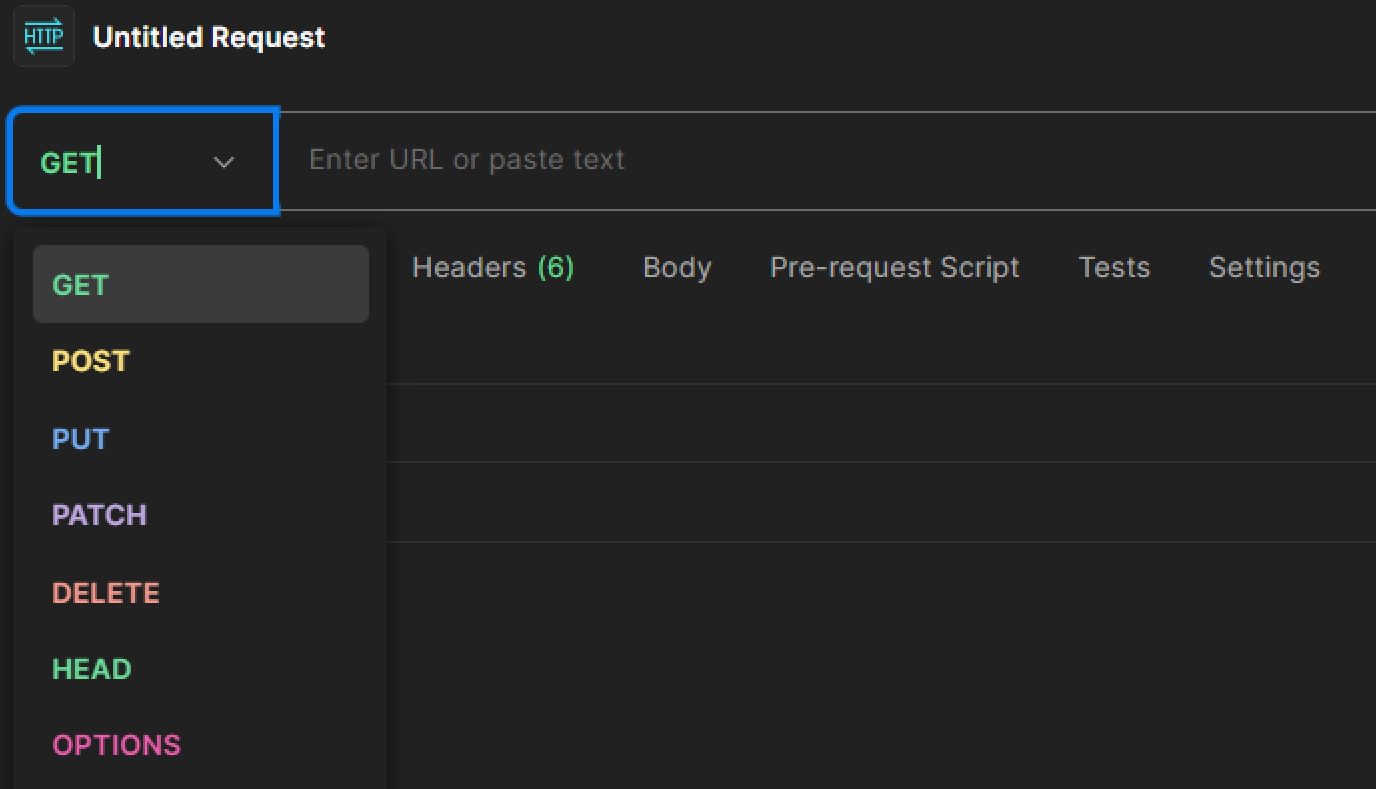 HTTP Untitled Request
GET Enter URL or paste text
Headers (6) Body Pre-request Script Tests Settings
GET
POST
PUT
PATCH
DELETE
HEAD
OPTIONS